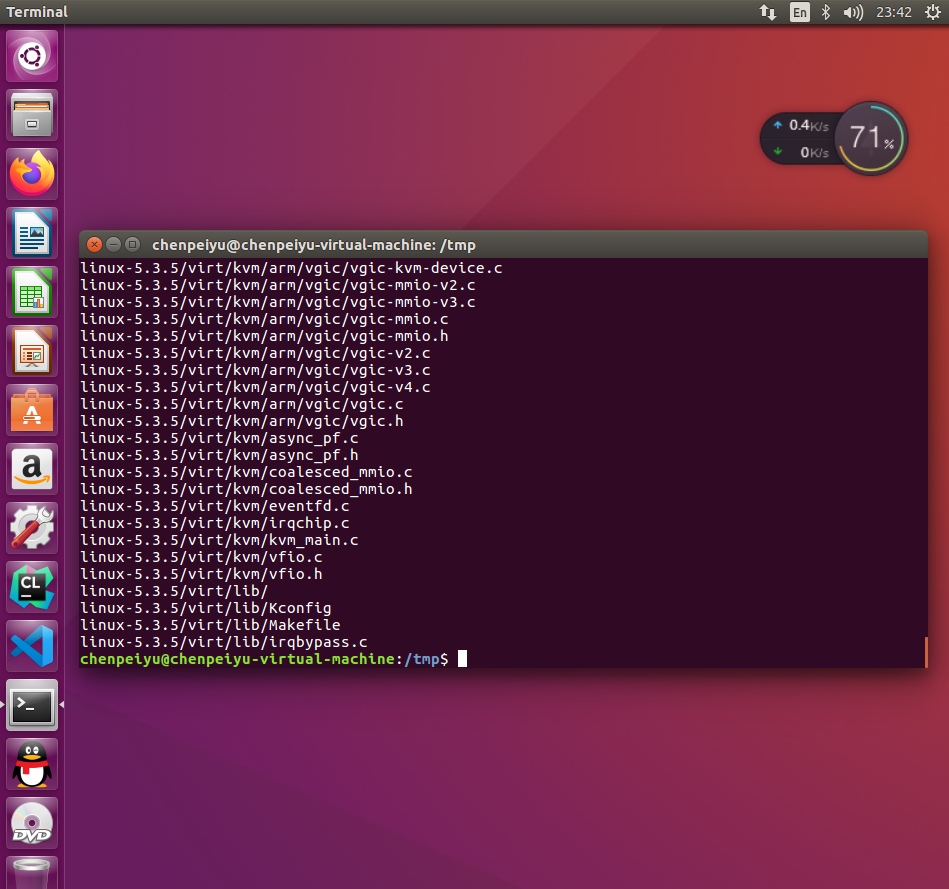 Terminal
En
23:42
0.4K/s
0K/s
71%
chenpeiyu@chenpeiyu-virtual-machine: /tmp
linux-5.3.5/virt/kvm/arm/vgic/vgic-kvm-device.c
linux-5.3.5/virt/kvm/arm/vgic/vgic-mmio-v2.c
linux-5.3.5/virt/kvm/arm/vgic/vgic-mmio-v3.c
linux-5.3.5/virt/kvm/arm/vgic/vgic-mmio.c
linux-5.3.5/virt/kvm/arm/vgic/vgic-mmio.h
linux-5.3.5/virt/kvm/arm/vgic/vgic-v2.c
linux-5.3.5/virt/kvm/arm/vgic/vgic-v3.c
linux-5.3.5/virt/kvm/arm/vgic/vgic-v4.c
linux-5.3.5/virt/kvm/arm/vgic/vgic.c
linux-5.3.5/virt/kvm/arm/vgic/vgic.h
linux-5.3.5/virt/kvm/async_pf.c
linux-5.3.5/virt/kvm/async_pf.h
linux-5.3.5/virt/kvm/coalesced_mmio.c
linux-5.3.5/virt/kvm/coalesced_mmio.h
linux-5.3.5/virt/kvm/eventfd.c
linux-5.3.5/virt/kvm/irqchip.c
linux-5.3.5/virt/kvm/kvm_main.c
linux-5.3.5/virt/kvm/vfio.c
linux-5.3.5/virt/kvm/vfio.h
linux-5.3.5/virt/lib/
linux-5.3.5/virt/lib/Kconfig
linux-5.3.5/virt/lib/Makefile
linux-5.3.5/virt/lib/irqbypass.c
chenpeiyu@chenpeiyu-virtual-machine:/tmp$
A
a
CL
>_
DVD